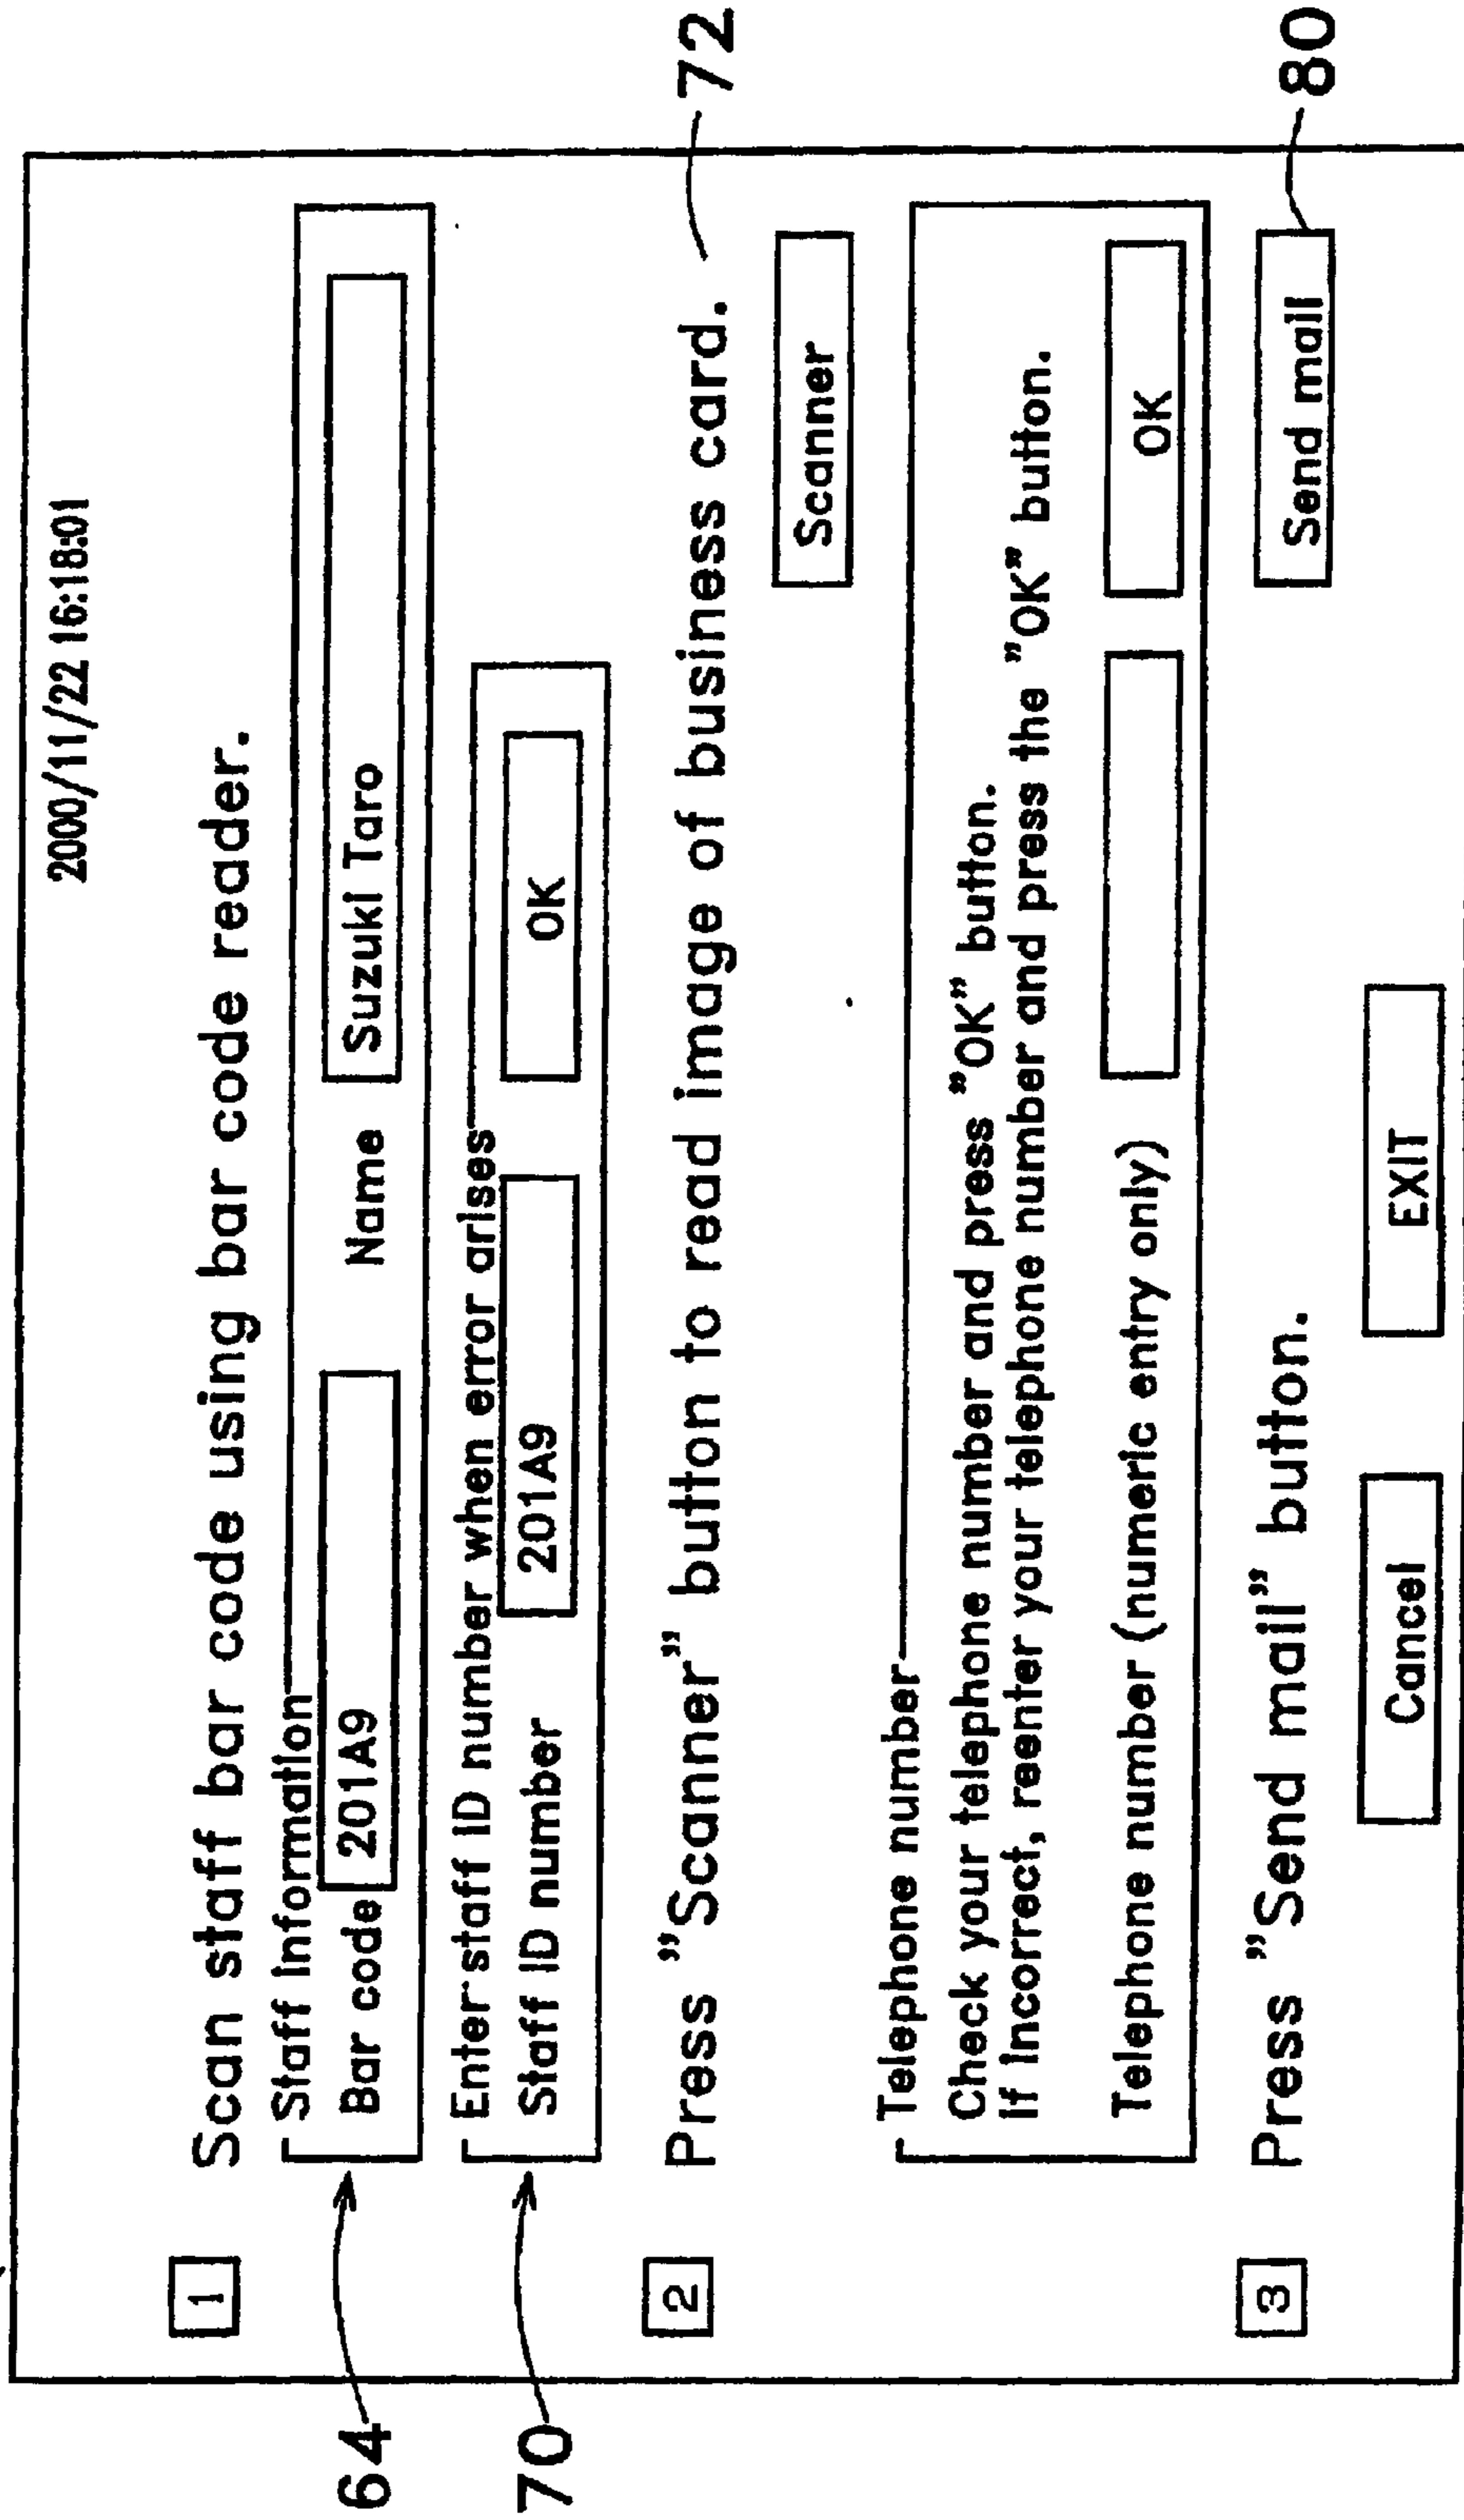 2000/11/22 16:18:01
1 Scan staff bar code using bar code reader.
Staff information
64 Bar code 201A9 Name Suzuki Taro
Enter staff ID number when error arises
70 Staff ID number 201A9 OK
2 Press "Scanner" button to read image of business card. 72
Scanner
Telephone number
Check your telephone number and press "OK" button.
If incorrect, reenter your telephone number and press the "OK" button.
Telephone number (numeric entry only) OK
3 Press "Send mail" button. Send mail 80
Cancel EXIT